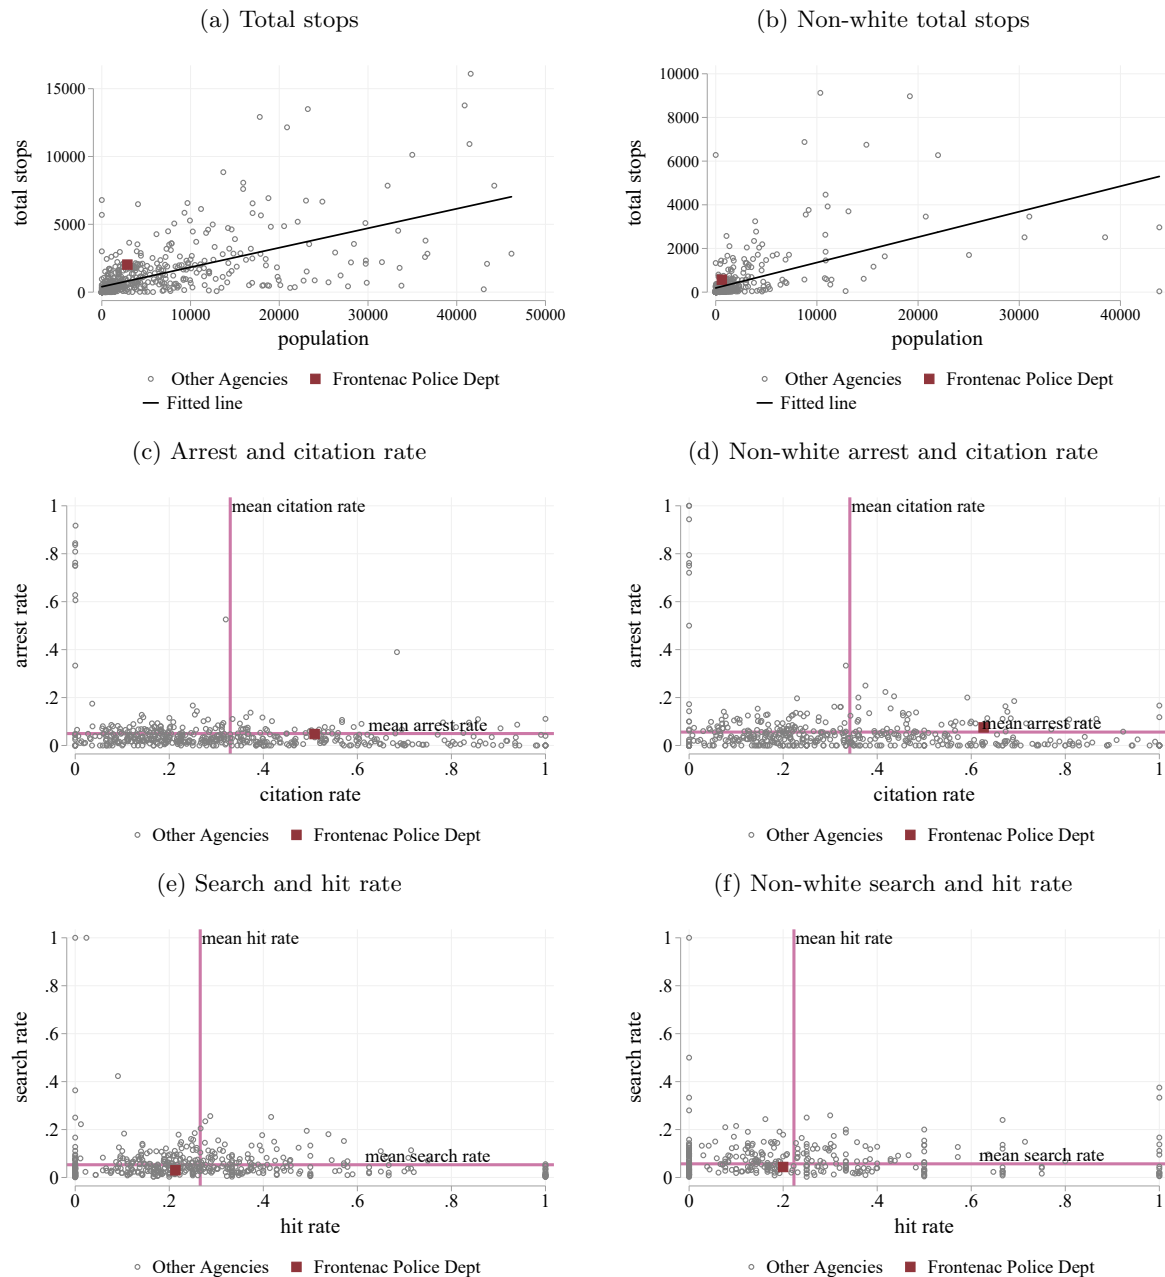 (a) Total stops
(b) Non-white total stops
total stops
15000
10000
5000
0
0 10000 20000 30000 40000 50000
population
Other Agencies Frontenac Police Dept
Fitted line
total stops
10000
8000
6000
4000
2000
0
0 10000 20000 30000 40000
population
Other Agencies Frontenac Police Dept
Fitted line
(c) Arrest and citation rate
(d) Non-white arrest and citation rate
arrest rate
1
.8
.6
.4
.2
0
mean citation rate
mean arrest rate
0 .2 .4 .6 .8 1
citation rate
Other Agencies Frontenac Police Dept
arrest rate
1
.8
.6
.4
.2
0
mean citation rate
mean arrest rate
0 .2 .4 .6 .8 1
citation rate
Other Agencies Frontenac Police Dept
(e) Search and hit rate
(f) Non-white search and hit rate
search rate
1
.8
.6
.4
.2
0
mean hit rate
mean search rate
0 .2 .4 .6 .8 1
hit rate
Other Agencies Frontenac Police Dept
search rate
1
.8
.6
.4
.2
0
mean hit rate
mean search rate
0 .2 .4 .6 .8 1
hit rate
Other Agencies Frontenac Police Dept